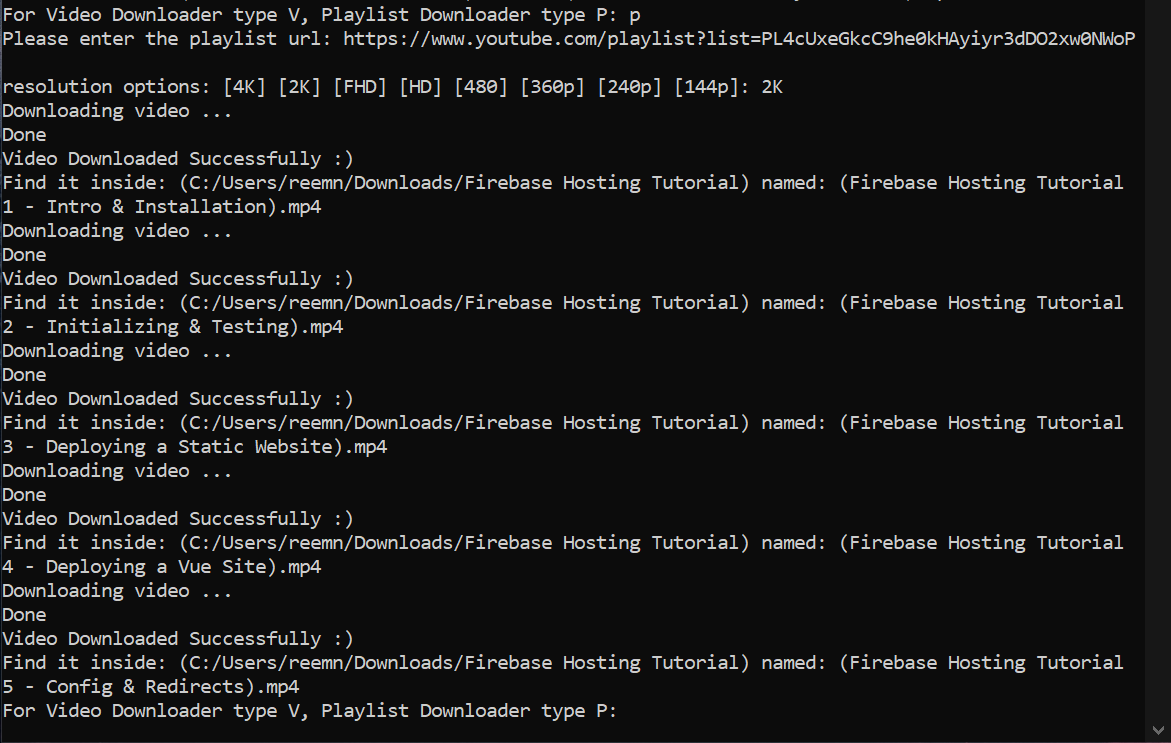 For Video Downloader type V, Playlist Downloader type P: p
Please enter the playlist url: https://www.youtube.com/playlist?list=PL4cUxeGkcC9he0kHAyiyr3dDO2xw0NWoP
resolution options: [4K] [2K] [FHD] [HD] [480] [360p] [240p] [144p]: 2K
Downloading video ...
Done
Video Downloaded Successfully :)
Find it inside: (C:/Users/reemn/Downloads/Firebase Hosting Tutorial) named: (Firebase Hosting Tutorial
1 - Intro & Installation).mp4
Downloading video ...
Done
Video Downloaded Successfully :)
Find it inside: (C:/Users/reemn/Downloads/Firebase Hosting Tutorial) named: (Firebase Hosting Tutorial
2 - Initializing & Testing).mp4
Downloading video ...
Done
Video Downloaded Successfully :)
Find it inside: (C:/Users/reemn/Downloads/Firebase Hosting Tutorial) named: (Firebase Hosting Tutorial
3 - Deploying a Static Website).mp4
Downloading video ...
Done
Video Downloaded Successfully :)
Find it inside: (C:/Users/reemn/Downloads/Firebase Hosting Tutorial) named: (Firebase Hosting Tutorial
4 - Deploying a Vue Site).mp4
Downloading video ...
Done
Video Downloaded Successfully :)
Find it inside: (C:/Users/reemn/Downloads/Firebase Hosting Tutorial) named: (Firebase Hosting Tutorial
5 - Config & Redirects).mp4
For Video Downloader type V, Playlist Downloader type P: